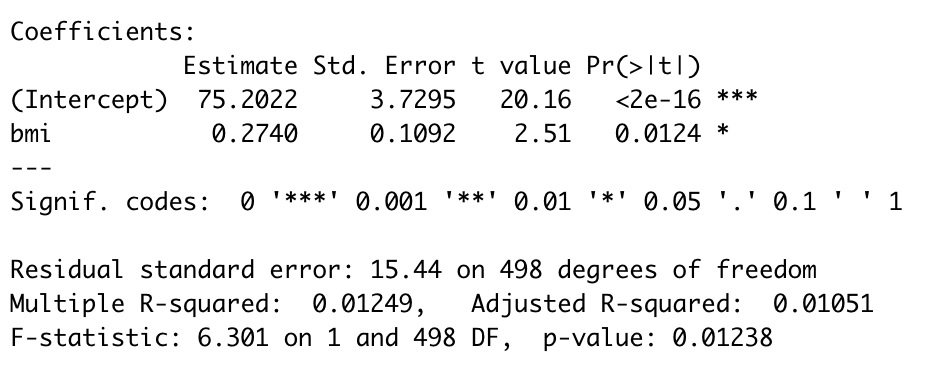 Coefficients:
Estimate Std. Error t value Pr(>|t|)
(Intercept) 75.2022 3.7295 20.16 <2e-16 ***
bmi 0.2740 0.1092 2.51 0.0124 *
---
Signif. codes: 0 '***' 0.001 '**' 0.01 '*' 0.05 '.' 0.1 ' ' 1
Residual standard error: 15.44 on 498 degrees of freedom
Multiple R-squared: 0.01249, Adjusted R-squared: 0.01051
F-statistic: 6.301 on 1 and 498 DF, p-value: 0.01238